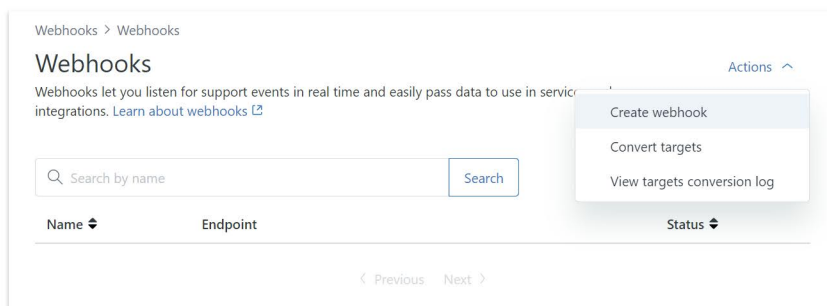 Webhooks > Webhooks
Webhooks
Actions
Webhooks let you listen for support events in real time and easily pass data to use in
integrations. Learn about webhooks
Create webhook
Convert targets
View targets conversion log
Search by name
Search
Name Endpoint Status
< Previous Next >